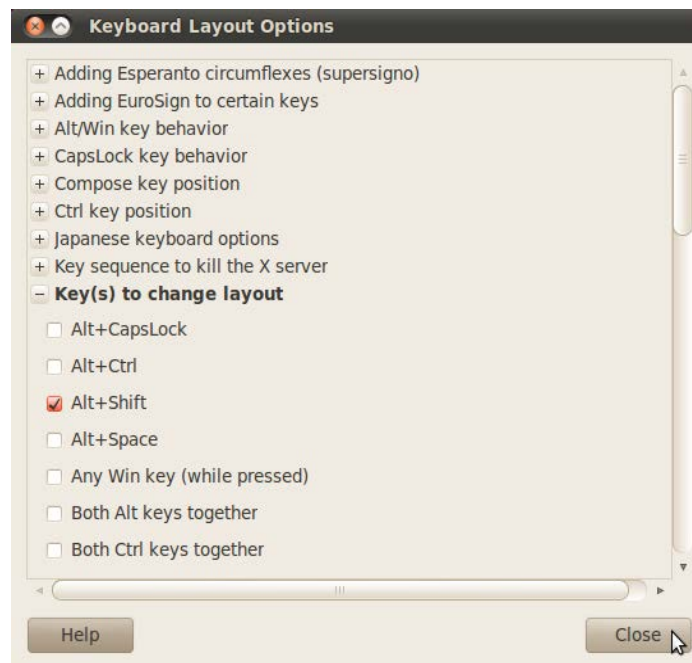 Keyboard Layout Options
Adding Esperanto circumflexes (supersigno)
Adding EuroSign to certain keys
Alt/Win key behavior
CapsLock key behavior
Compose key position
Ctrl key position
Japanese keyboard options
Key sequence to kill the X server
Key(s) to change layout
Alt+CapsLock
Alt+Ctrl
Alt+Shift
Alt+Space
Any Win key (while pressed)
Both Alt keys together
Both Ctrl keys together
Help
Close